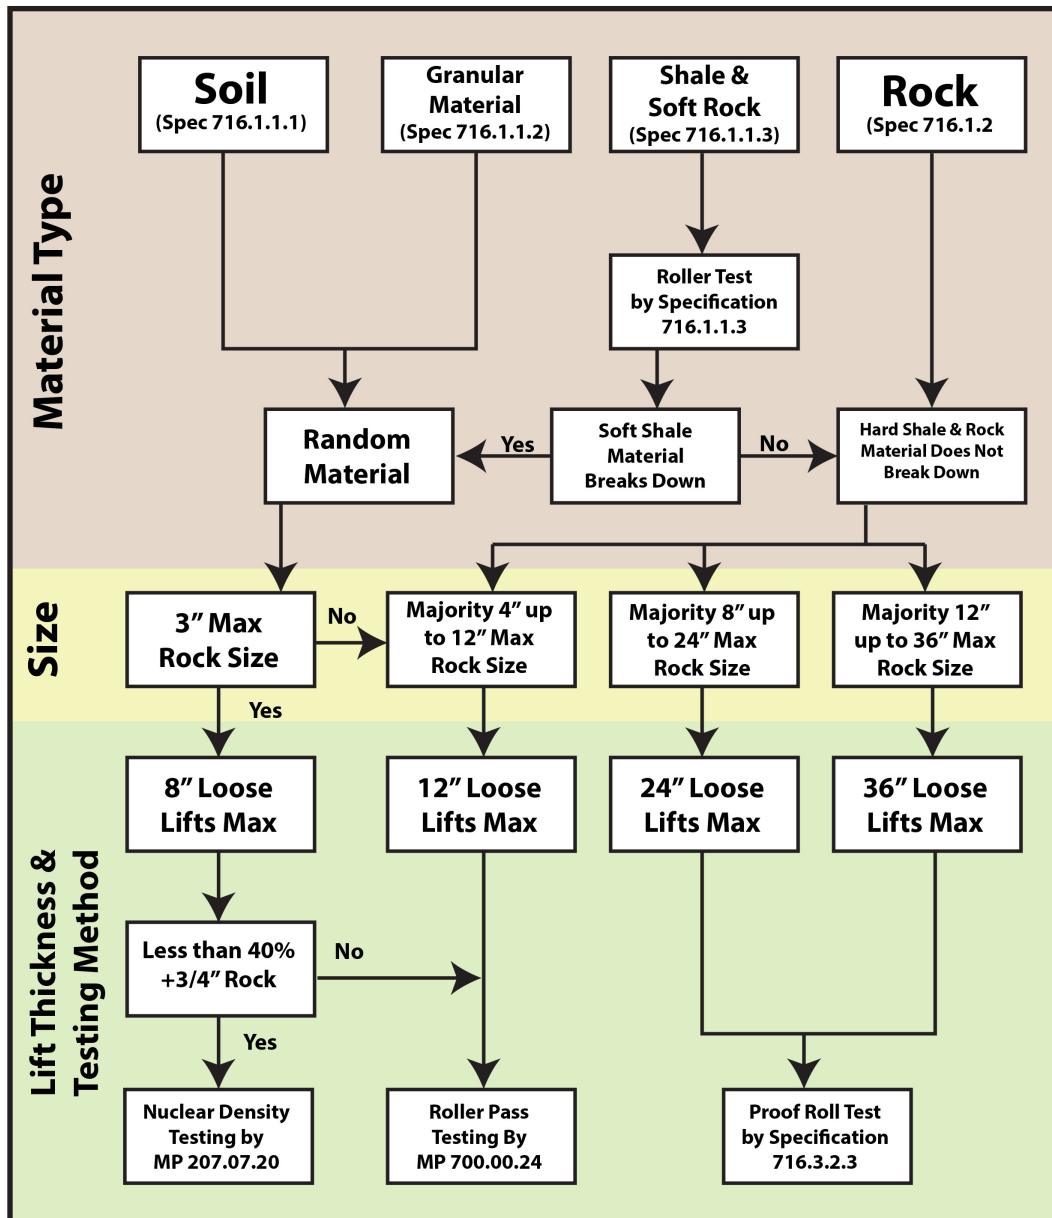 Material Type
Soil
(Spec 716.1.1.1)
Granular
Material
(Spec 716.1.1.2)
Shale &
Soft Rock
(Spec 716.1.1.3)
Rock
(Spec 716.1.2
Roller Test
by Specification
716.1.1.3
Random
Material
Yes
Soft Shale
Material
Breaks Down
No
Hard Shale & Rock
Material Does Not
Break Down
Size
3” Max
Rock Size
No
Majority 4” up
to 12” Max
Rock Size
Majority 8” up
to 24” Max
Rock Size
Majority 12”
up to 36” Max
Rock Size
Yes
Lift Thickness &
Testing Method
8” Loose
Lifts Max
12” Loose
Lifts Max
24” Loose
Lifts Max
36” Loose
Lifts Max
Less than 40%
+3/4” Rock
No
Yes
Nuclear Density
Testing by
MP 207.07.20
Roller Pass
Testing By
MP 700.00.24
Proof Roll Test
by Specification
716.3.2.3